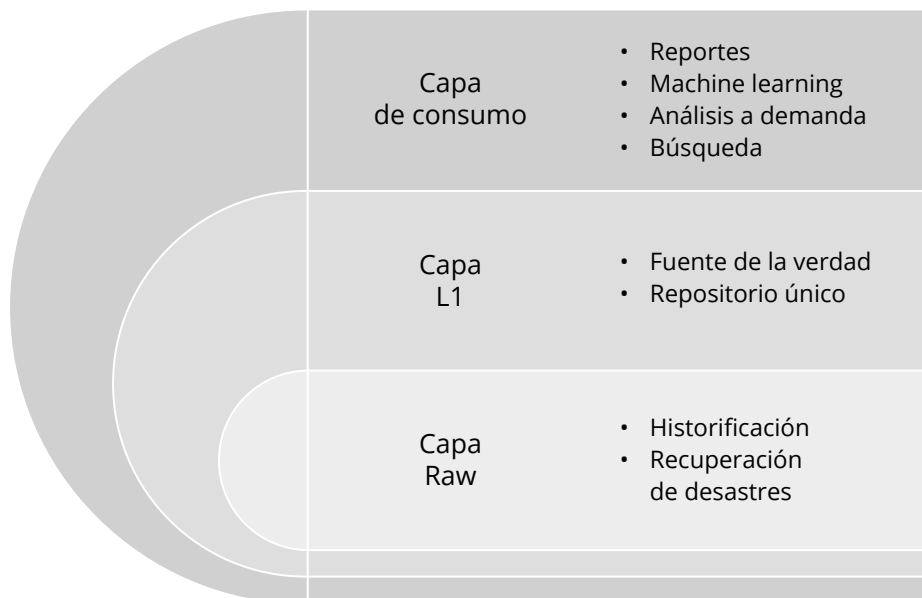 Capa
de consumo
• Reportes
• Machine learning
• Análisis a demanda
• Búsqueda
Capa
L1
• Fuente de la verdad
• Repositorio único
Capa
Raw
• Historificación
• Recuperación
de desastres